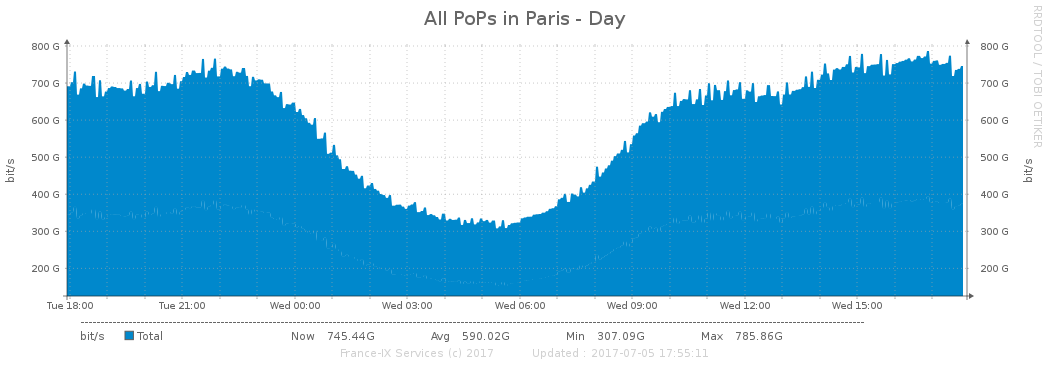 All PoPs in Paris - Day
RRDTOOL / TOBI OETIKER
800 G 800 G
700 G 700 G
600 G 600 G
500 G 500 G
400 G 400 G
300 G 300 G
200 G 200 G
bit/s bit/s
Tue 18:00 Tue 21:00 Wed 00:00 Wed 03:00 Wed 06:00 Wed 09:00 Wed 12:00 Wed 15:00
bit/s Total Now 745.44G Avg 590.02G Min 307.09G Max 785.86G
France-IX Services (c) 2017 Updated : 2017-07-05 17:55:11